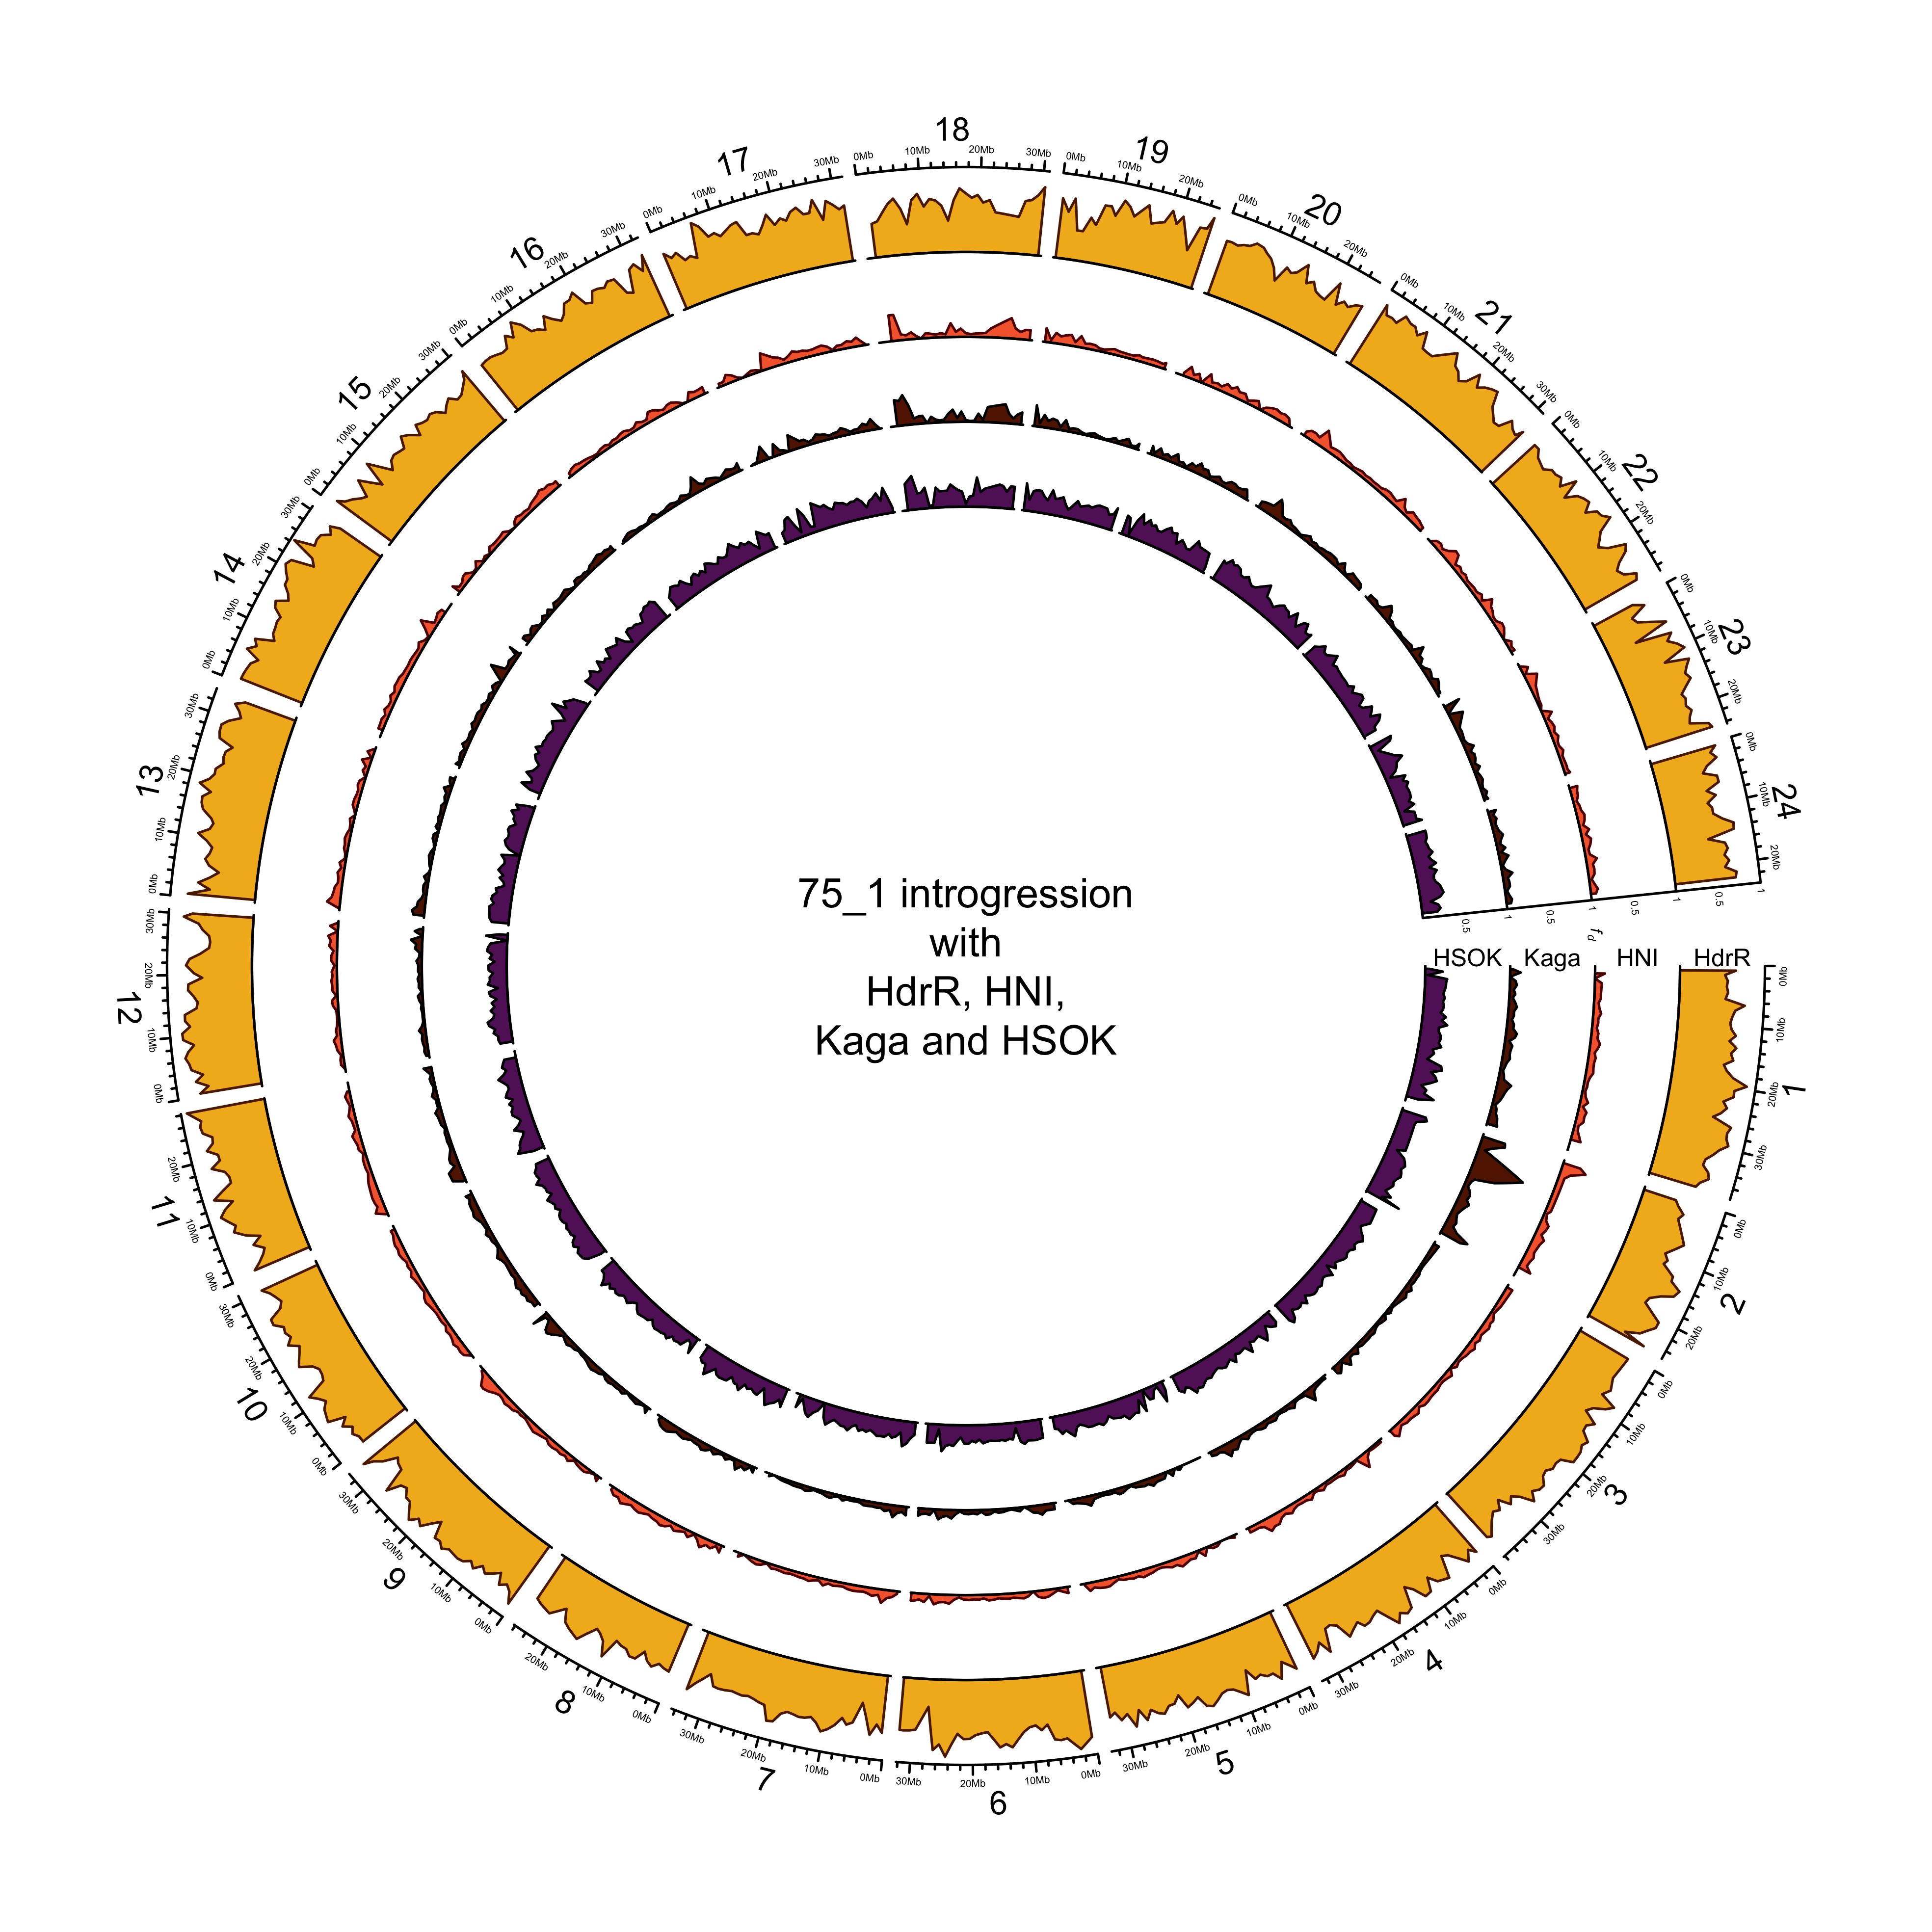 75_1 introgression
with
HdrR, HNI,
Kaga and HSOK
HSOK Kaga HNI HdrR
f_d
0.5 1 0.5 1 0.5 1 0.5 1
1
0Mb 10Mb 20Mb 30Mb
2
0Mb 10Mb 20Mb
3
0Mb 10Mb 20Mb 30Mb
4
0Mb 10Mb 20Mb 30Mb
5
0Mb 10Mb 20Mb 30Mb
6
0Mb 10Mb 20Mb 30Mb
7
0Mb 10Mb 20Mb 30Mb
8
0Mb 10Mb 20Mb
9
0Mb 10Mb 20Mb 30Mb
10
0Mb 10Mb 20Mb 30Mb
11
0Mb 10Mb 20Mb
12
0Mb 10Mb 20Mb 30Mb
13
0Mb 10Mb 20Mb 30Mb
14
0Mb 10Mb 20Mb 30Mb
15
0Mb 10Mb 20Mb 30Mb
16
0Mb 10Mb 20Mb 30Mb
17
0Mb 10Mb 20Mb 30Mb
18
0Mb 10Mb 20Mb 30Mb
19
0Mb 10Mb 20Mb
20
0Mb 10Mb 20Mb
21
0Mb 10Mb 20Mb 30Mb
22
0Mb 10Mb 20Mb
23
0Mb 10Mb 20Mb
24
0Mb 10Mb 20Mb